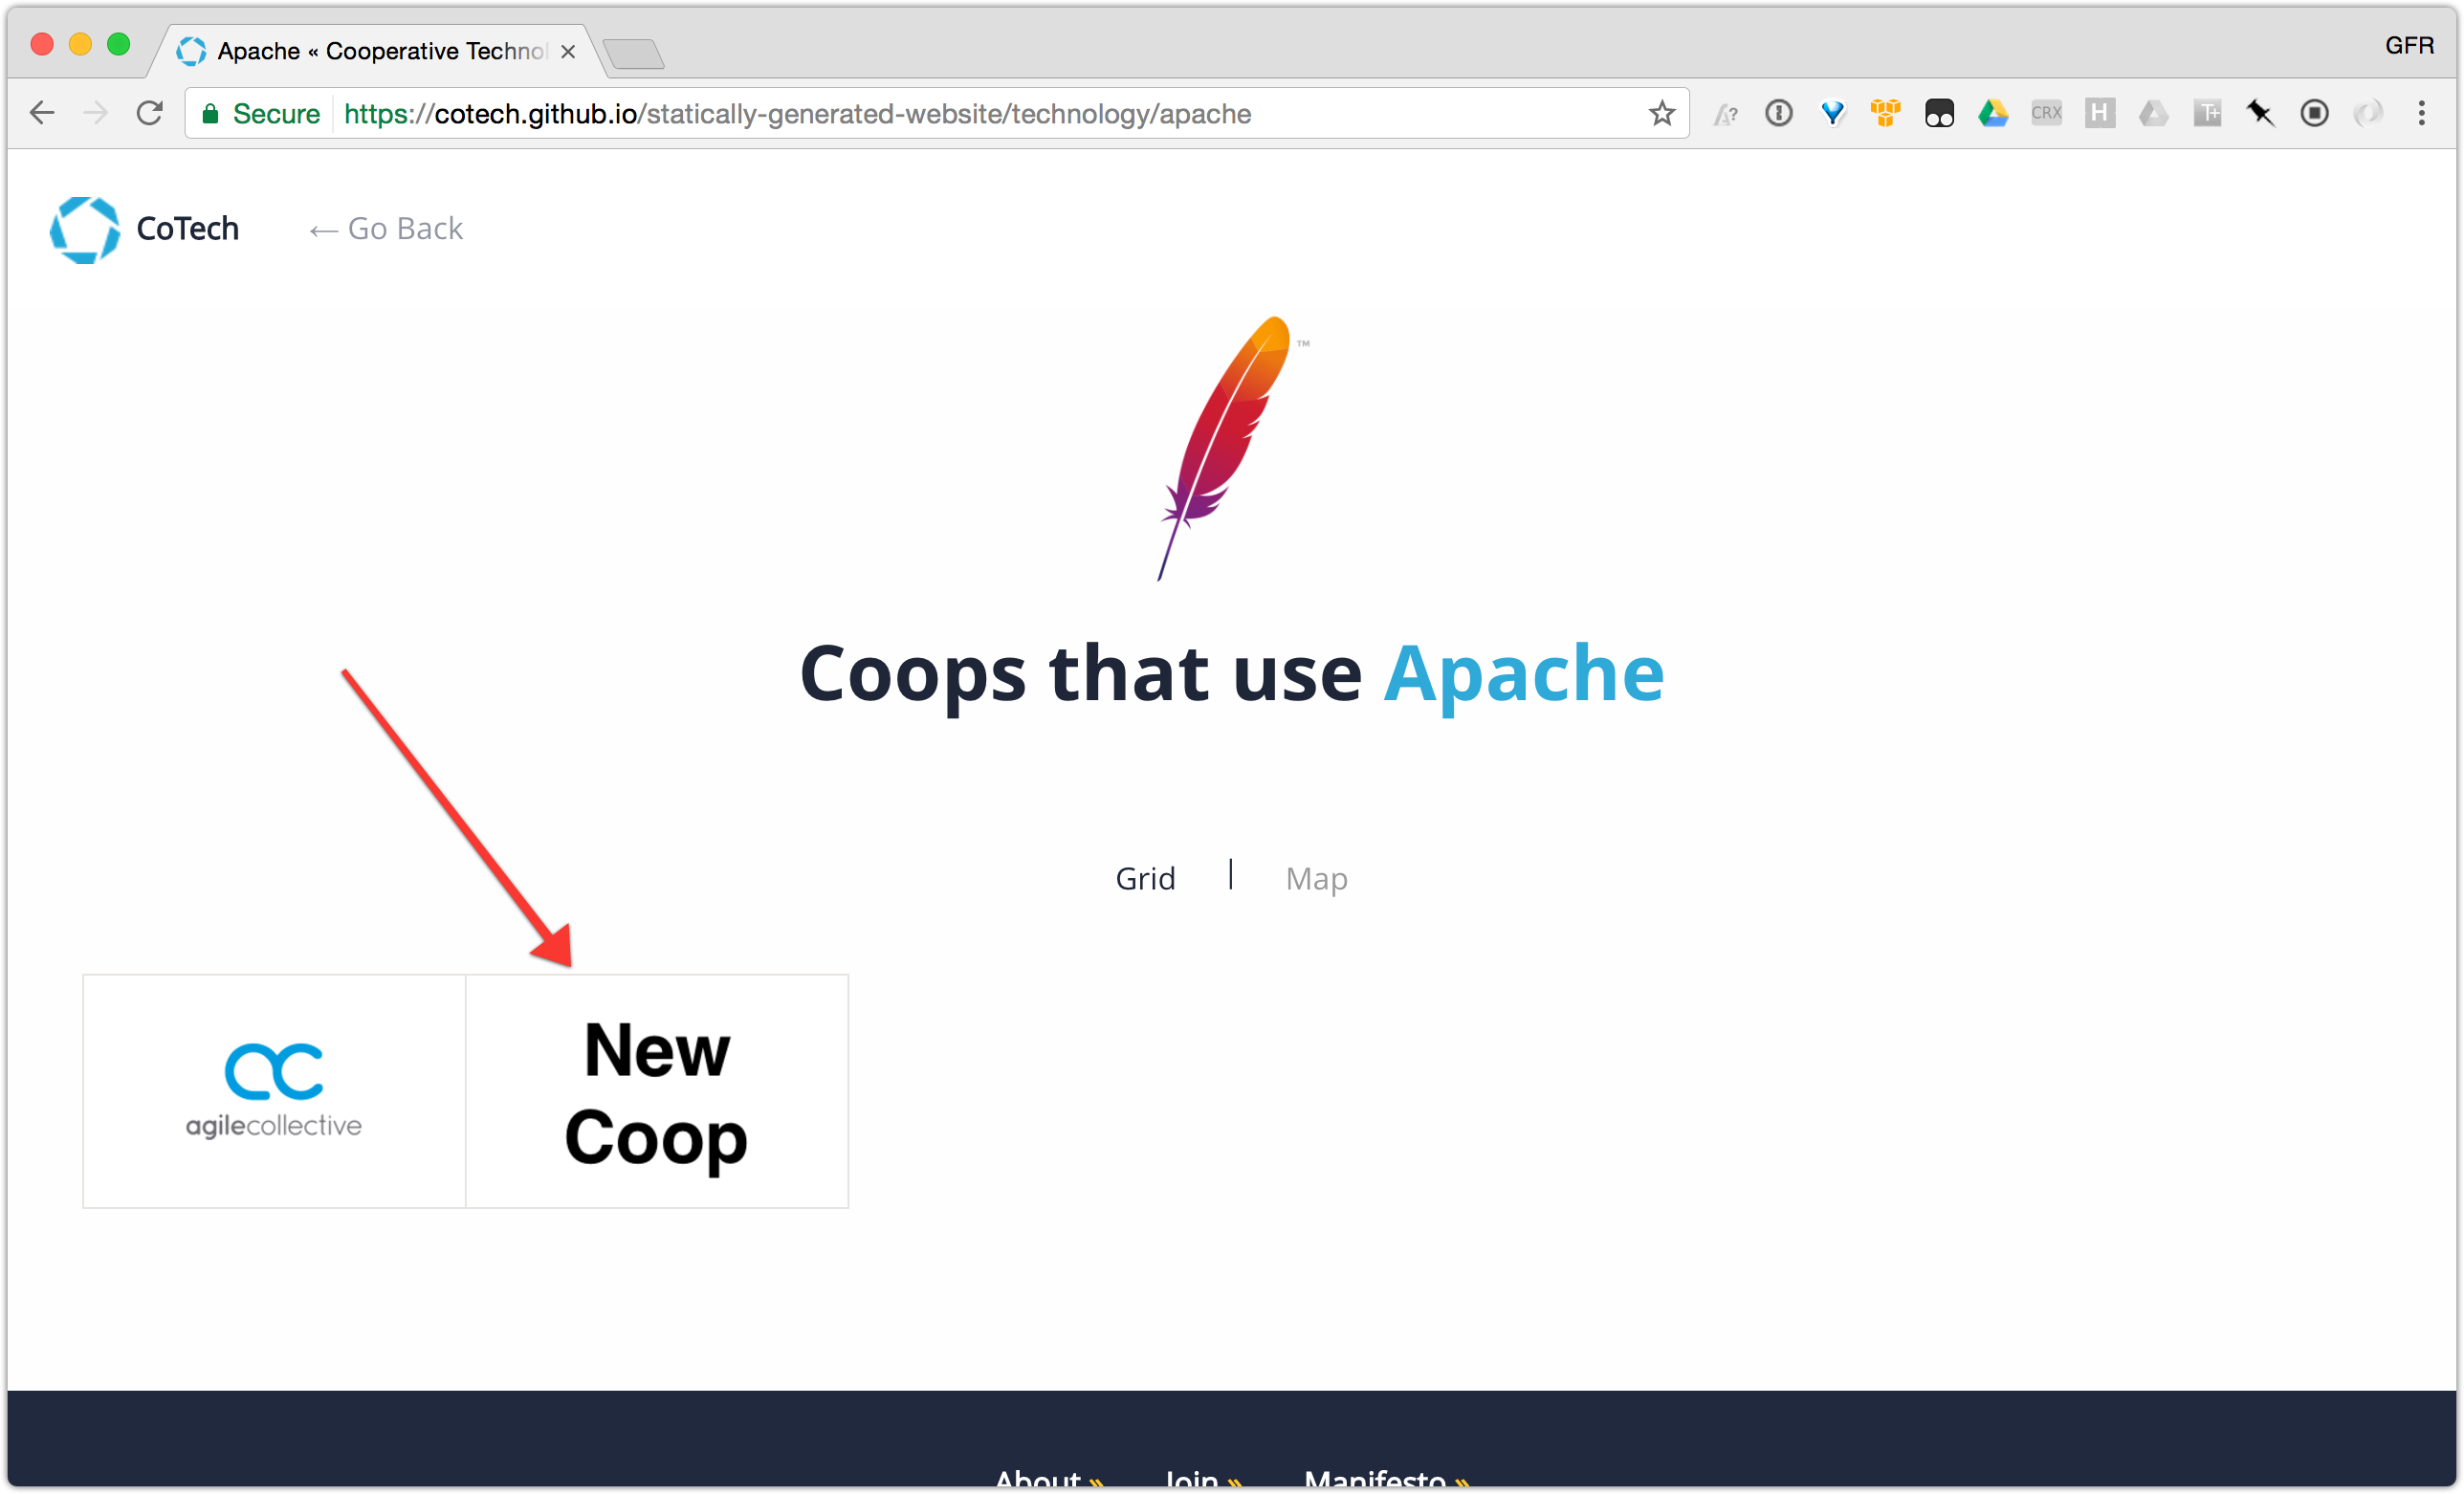 Apache « Cooperative Technol
GFR
Secure
https://cotech.github.io/statically-generated-website/technology/apache
CRX
H
T+
CoTech
← Go Back
™
Coops that use Apache
Grid | Map
agilecollective
New
Coop
About » Join » Manifesto »